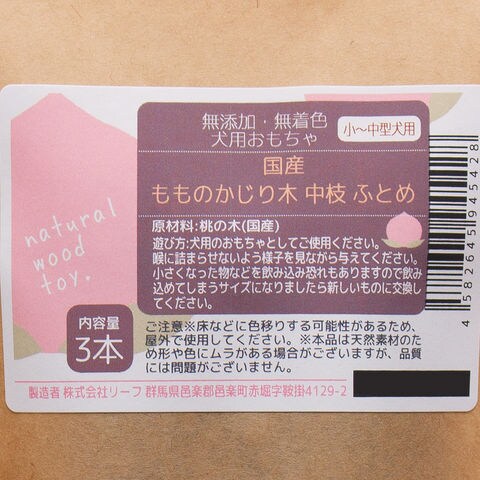 無添加・無着色
犬用おもちゃ
小～中型犬用
国産
もものかじり木 中枝 ふとめ
原材料:桃の木(国産)
遊び方:犬用のおもちゃとしてご使用ください。
喉に詰まらせないよう様子を見ながら与えてください。
小さくなった物などを飲み込み恐れもありますので飲み
込めてしまうサイズになりましたら新しいものに交換し
てください。
natural
wood
toy.
内容量
3本
ご注意※床などに色移りする可能性があるため、
屋外で使用してください。※本品は天然素材のた
め形や色にムラがある場合がございますが、品質
には問題がございません。
製造者 株式会社リーフ 群馬県邑楽郡邑楽町赤堀字鞍掛4129-2
4 582645 945428